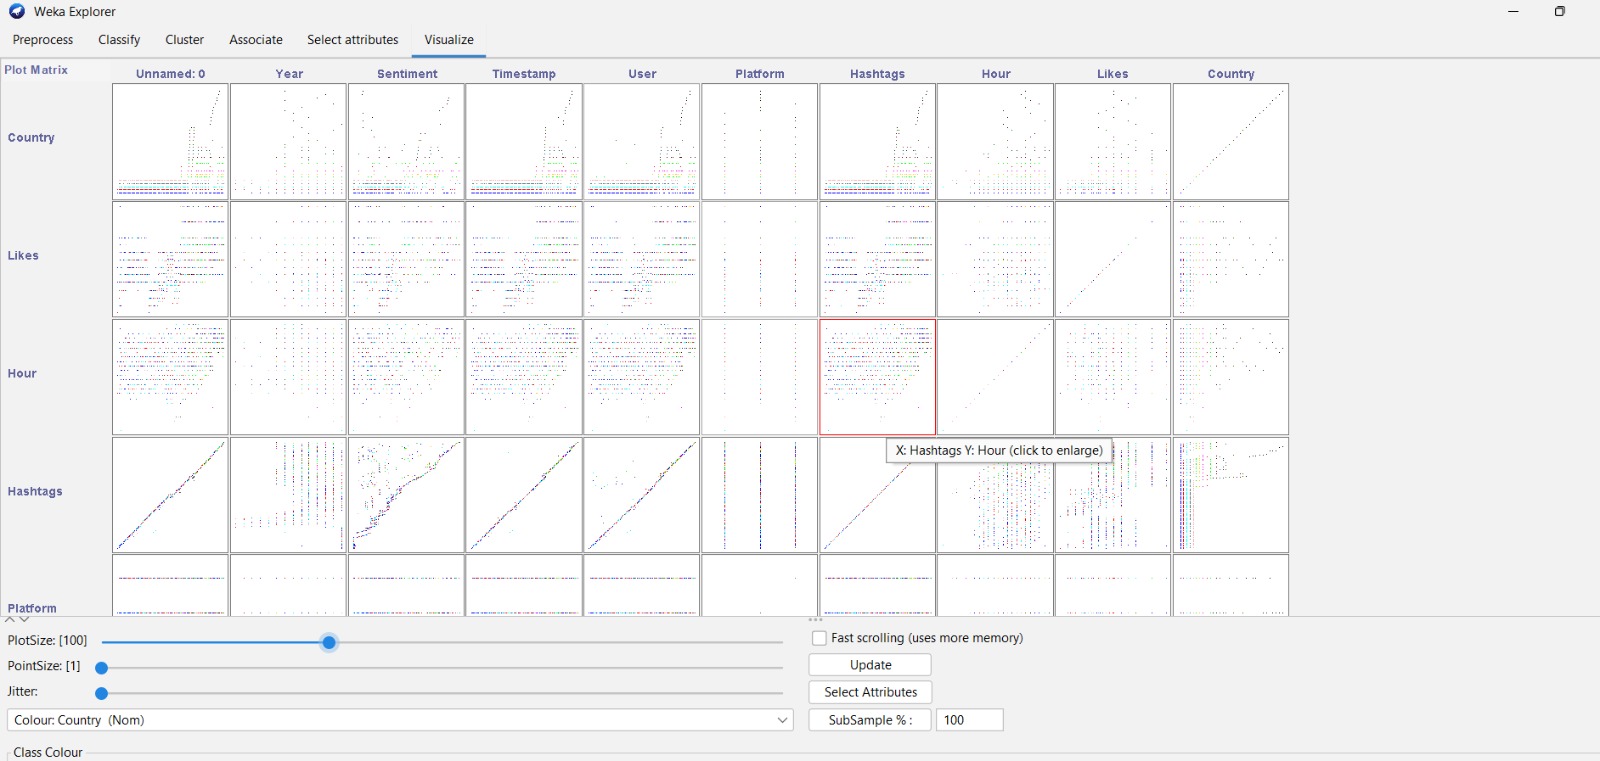 Weka Explorer
Preprocess Classify Cluster Associate Select attributes Visualize
Plot Matrix
Unnamed: 0 Year Sentiment Timestamp User Platform Hashtags Hour Likes Country
Country
Likes
Hour
X: Hashtags Y: Hour (click to enlarge)
Hashtags
Platform
PlotSize: [100]
Fast scrolling (uses more memory)
PointSize: [1]
Update
Jitter:
Select Attributes
Colour: Country (Nom)
SubSample % : 100
Class Colour